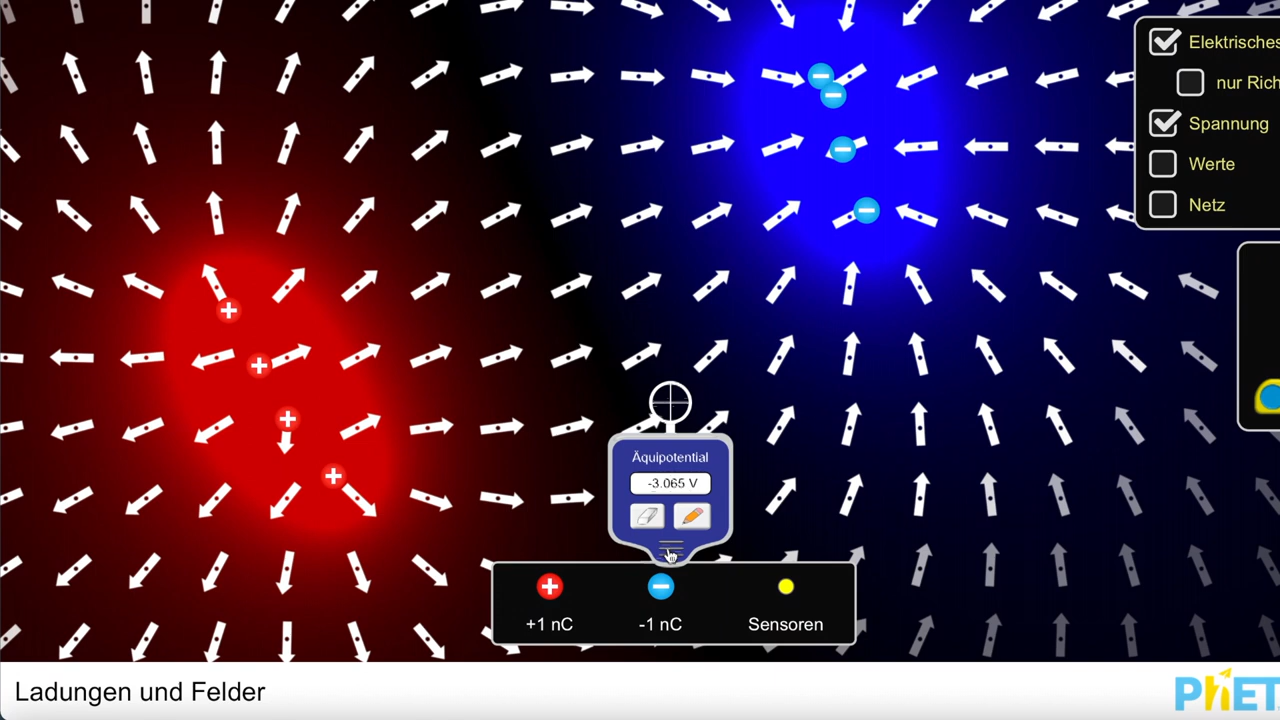 Elektrisches
nur Rich
Spannung
Werte
Netz
Äquipotential
-3.065 V
+1 nC
-1 nC
Sensoren
Ladungen und Felder
PhET